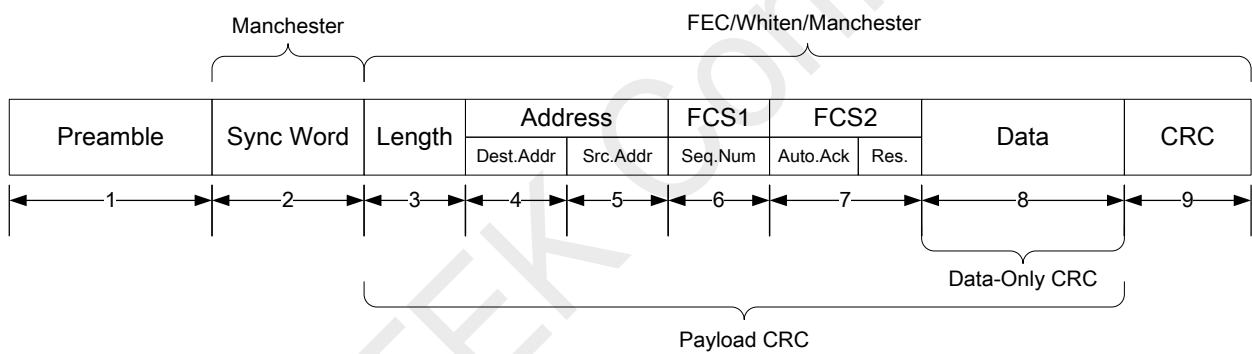 Manchester
FEC/Whiten/Manchester
Preamble
Sync Word
Length
Address
FCS1
FCS2
Data
CRC
Dest.Addr
Src.Addr
Seq.Num
Auto.Ack
Res.
1
2
3
4
5
6
7
8
9
Data-Only CRC
Payload CRC